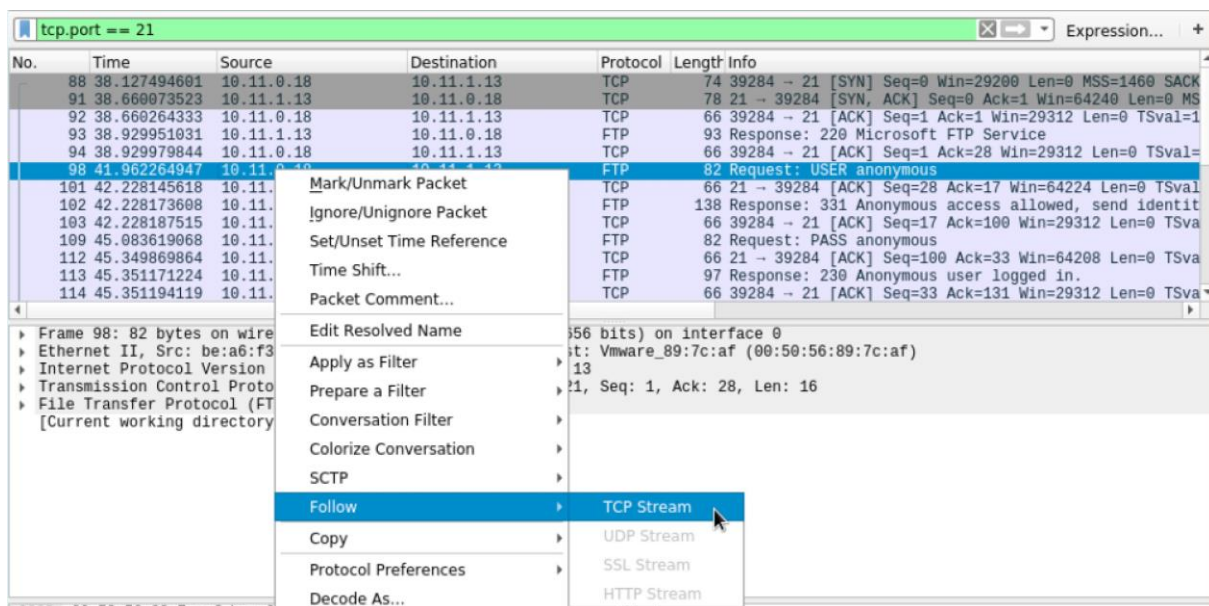 tcp.port == 21 Expression... +
No. Time Source Destination Protocol Length Info
88 38.127494601 10.11.0.18 10.11.1.13 TCP 74 39284 → 21 [SYN] Seq=0 Win=29200 Len=0 MSS=1460 SACK
91 38.660073523 10.11.1.13 10.11.0.18 TCP 78 21 → 39284 [SYN, ACK] Seq=0 Ack=1 Win=64240 Len=0 MS
92 38.660264333 10.11.0.18 10.11.1.13 TCP 66 39284 → 21 [ACK] Seq=1 Ack=1 Win=29312 Len=0 TSval=1
93 38.929951031 10.11.1.13 10.11.0.18 FTP 93 Response: 220 Microsoft FTP Service
94 38.929979844 10.11.0.18 10.11.1.13 TCP 66 39284 → 21 [ACK] Seq=1 Ack=28 Win=29312 Len=0 TSval=
98 41.962264947 10.11. FTP 82 Request: USER anonymous
101 42.228145618 10.11. TCP 66 21 → 39284 [ACK] Seq=28 Ack=17 Win=64224 Len=0 TSval
102 42.228173608 10.11. FTP 138 Response: 331 Anonymous access allowed, send identit
103 42.228187515 10.11. TCP 66 39284 → 21 [ACK] Seq=17 Ack=100 Win=29312 Len=0 TSva
109 45.083619068 10.11. FTP 82 Request: PASS anonymous
112 45.349869864 10.11. TCP 66 21 → 39284 [ACK] Seq=100 Ack=33 Win=64208 Len=0 TSva
113 45.351171224 10.11. FTP 97 Response: 230 Anonymous user logged in.
114 45.351194119 10.11. TCP 66 39284 → 21 [ACK] Seq=33 Ack=131 Win=29312 Len=0 TSva
Mark/Unmark Packet
Ignore/Unignore Packet
Set/Unset Time Reference
Time Shift...
Packet Comment...
Edit Resolved Name
Apply as Filter
Prepare a Filter
Conversation Filter
Colorize Conversation
SCTP
Follow
Copy
Protocol Preferences
Decode As...
TCP Stream
UDP Stream
SSL Stream
HTTP Stream
Frame 98: 82 bytes on wire 656 bits) on interface 0
Ethernet II, Src: be:a6:f3 st: Vmware_89:7c:af (00:50:56:89:7c:af)
Internet Protocol Version 13
Transmission Control Proto 21, Seq: 1, Ack: 28, Len: 16
File Transfer Protocol (FT
[Current working directory